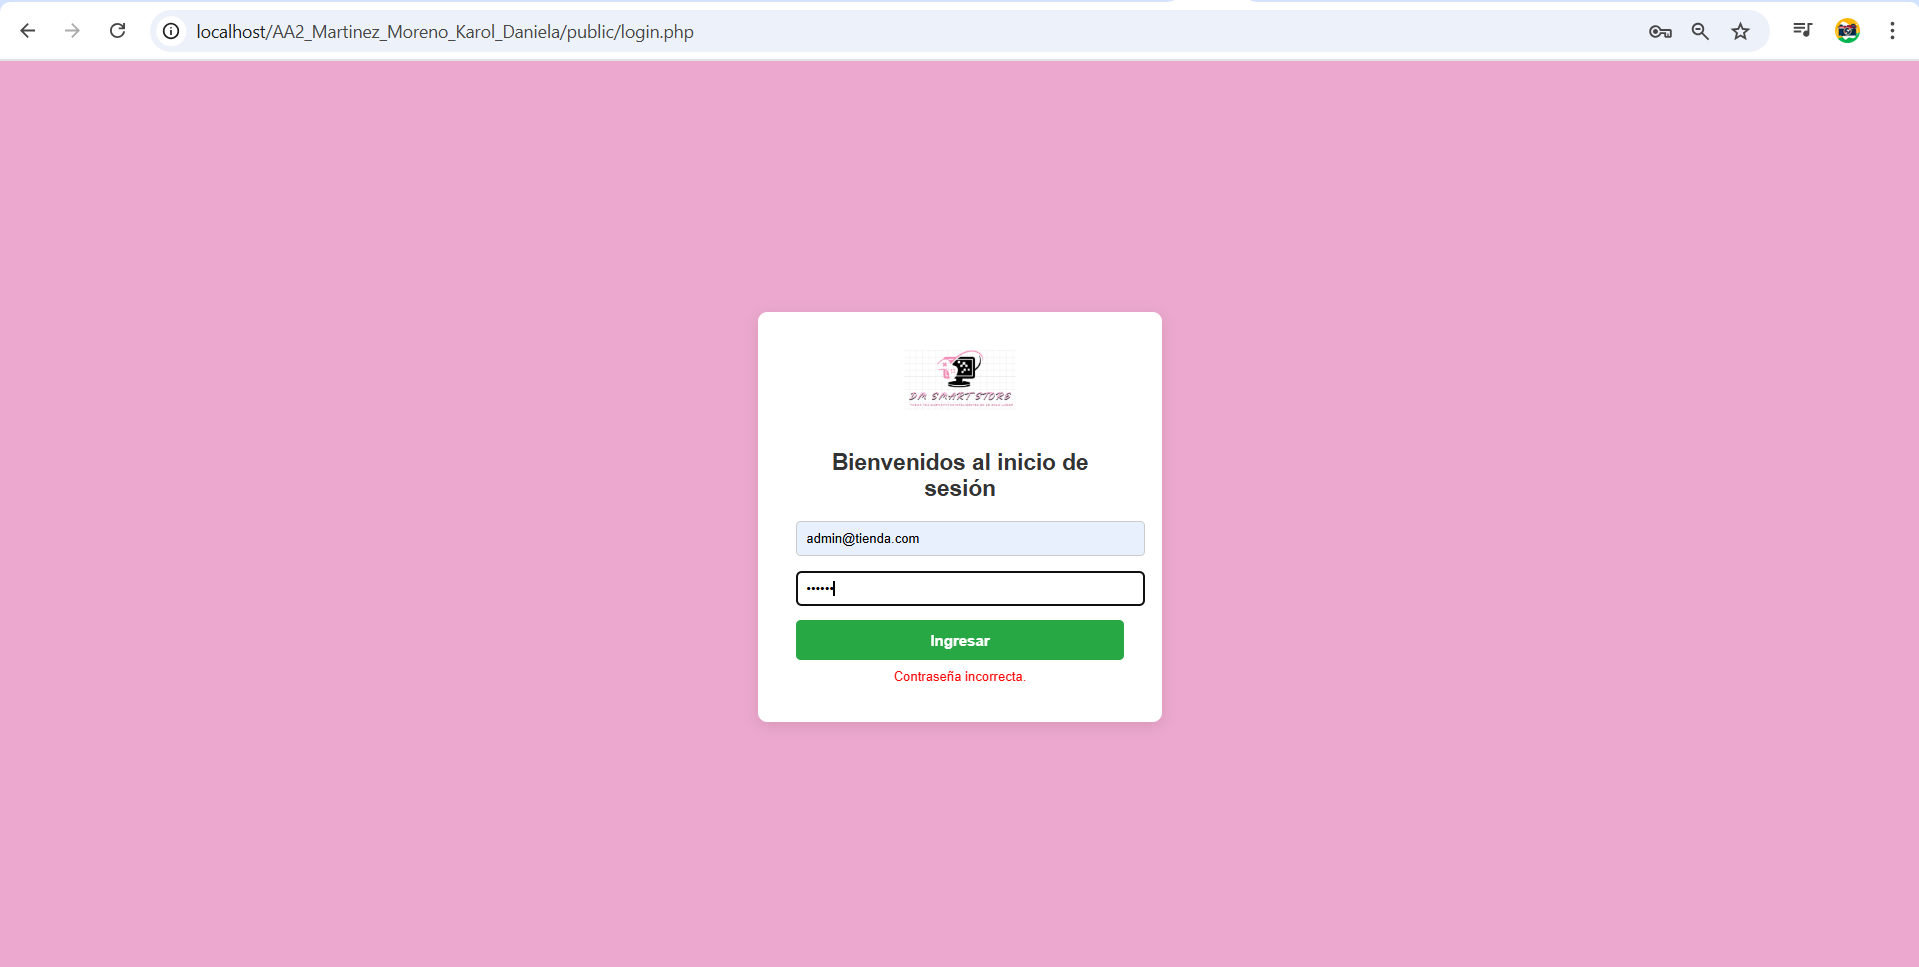 localhost/AA2_Martinez_Moreno_Karol_Daniela/public/login.php
DM SMART STORE
Bienvenidos al inicio de
sesión
admin@tienda.com
••••••
Ingresar
Contraseña incorrecta.